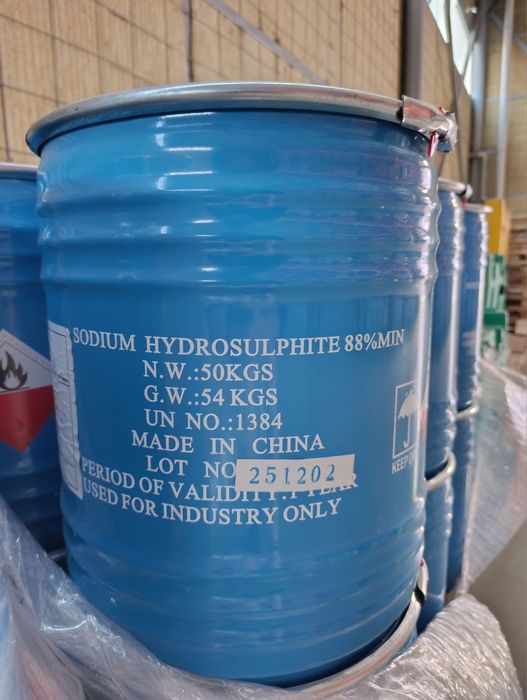 SODIUM HYDROSULPHITE 88%MIN
N.W.:50KGS
G.W.:54 KGS
UN NO.:1384
MADE IN CHINA
LOT NO 251202
PERIOD OF VALIDITY:1 YEAR
USED FOR INDUSTRY ONLY
KEEP